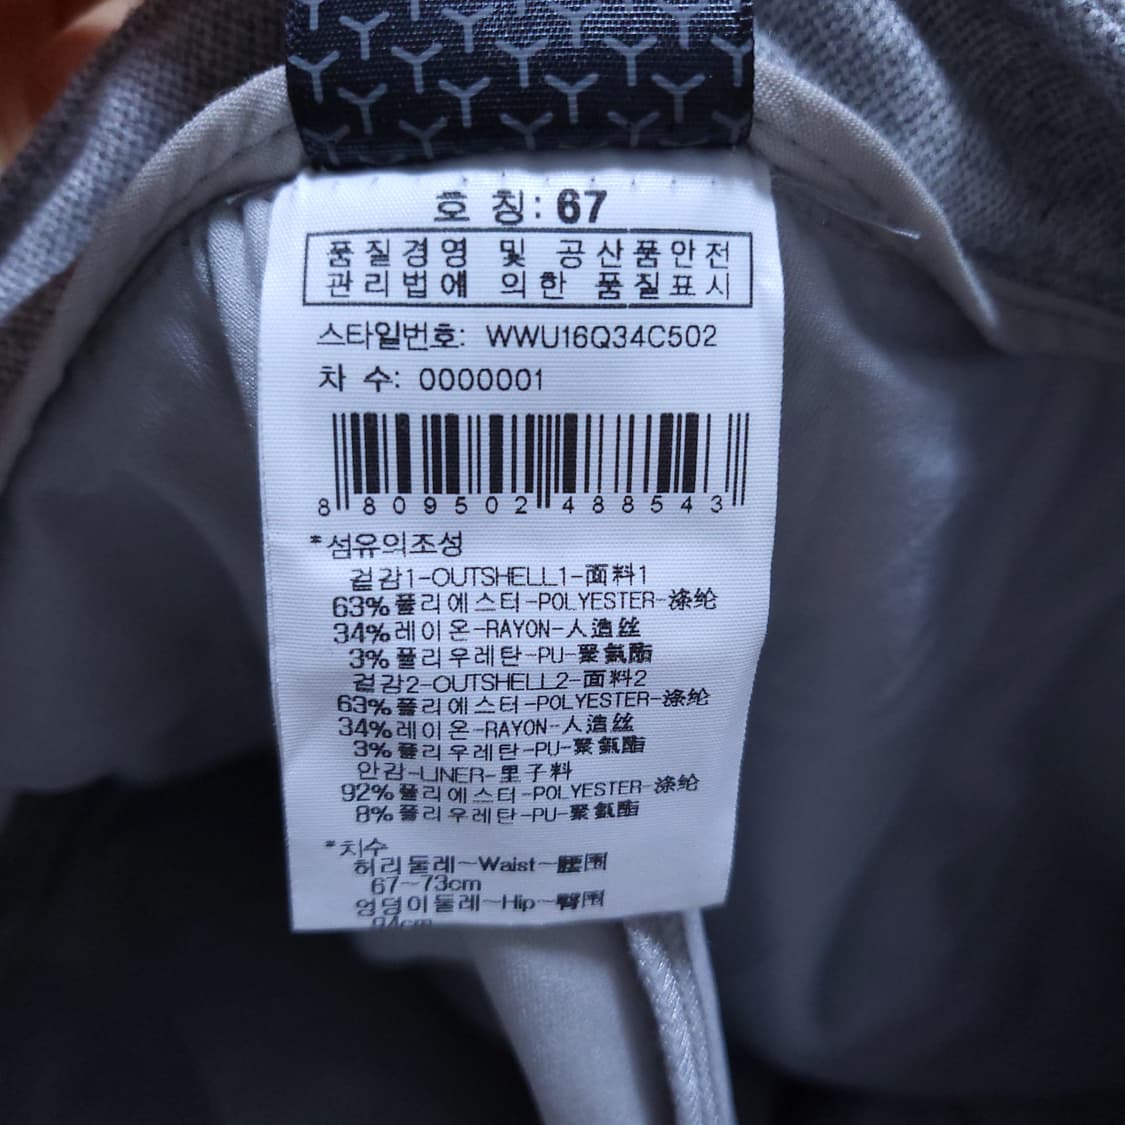 호 칭: 67
품질경영 및 공산품안전
관리법에 의한 품질표시
스타일번호: WWU16Q34C502
차 수: 0000001
8 809502 488543
*섬유의조성
겉감1-OUTSHELL1-面料1
63%폴리에스터-POLYESTER-涤纶
34%레이온-RAYON-人造丝
3%폴리우레탄-PU-聚氨酯
겉감2-OUTSHELL2-面料2
63%폴리에스터-POLYESTER-涤纶
34%레이온-RAYON-人造丝
3%폴리우레탄-PU-聚氨酯
안감-LINER-里子料
92%폴리에스터-POLYESTER-涤纶
8%폴리우레탄-PU-聚氨酯
*치수
허리둘레~Waist~腰围
67~73cm
엉덩이둘레~Hip~臀围
94cm